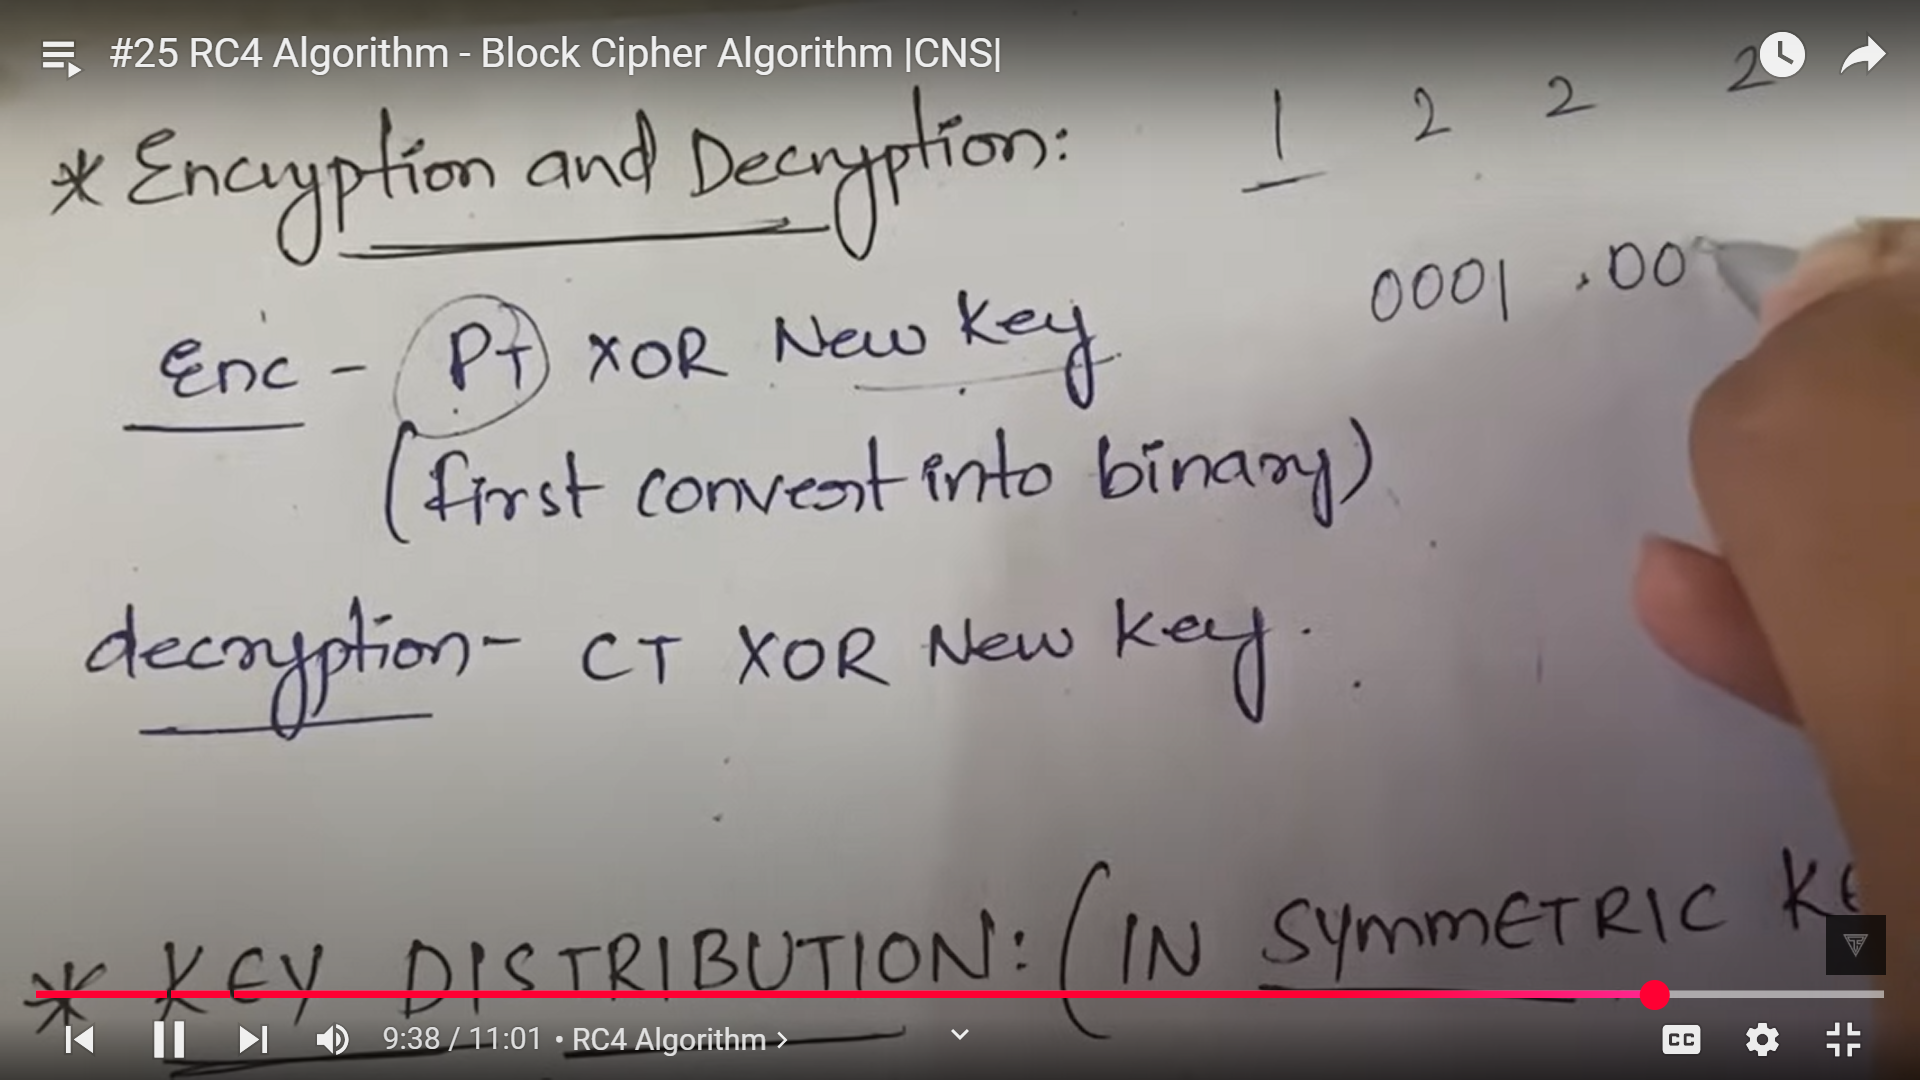 #25 RC4 Algorithm - Block Cipher Algorithm |CNS|
* Encryption and Decryption:
1 2 2 2
0001 .00
Enc - PT XOR New Key
(first convert into binary)
decryption - CT XOR New Key.
* KEY DISTRIBUTION: (IN SYMMETRIC KE
9:38 / 11:01 • RC4 Algorithm >
CC